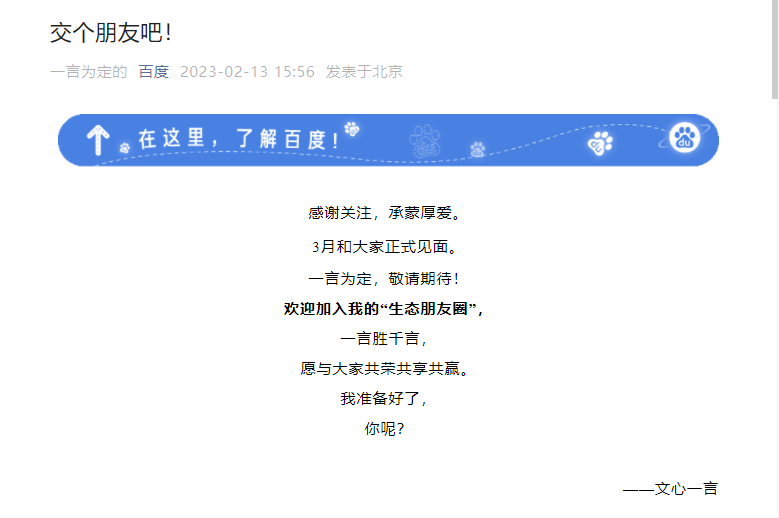 交个朋友吧！
一言为定的 百度 2023-02-13 15:56 发表于北京
在这里，了解百度！
du
感谢关注，承蒙厚爱。
3月和大家正式见面。
一言为定，敬请期待！
欢迎加入我的“生态朋友圈”，
一言胜千言，
愿与大家共荣共享共赢。
我准备好了，
你呢？
——文心一言